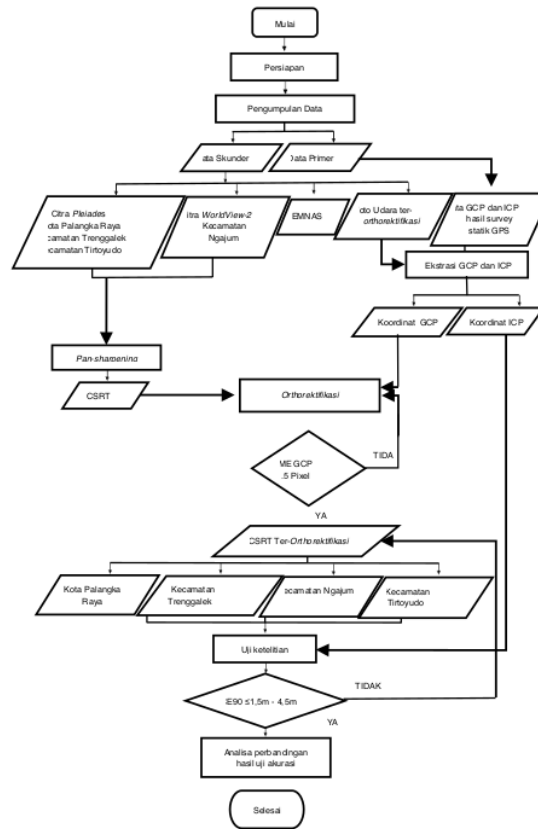 Mulai
Persiapan
Pengumpulan Data
ata Skunder
Data Primer
Citra Pleiades
ota Palangka Raya
camatan Trenggalek
ecamatan Tirtoyudo
itra WorldView-2
Kecamatan
Ngajum
EMNAS
oto Udara ter-
orthorektifikasi
ata GCP dan ICP
hasil survey
statik GPS
Ekstrasi GCP dan ICP
Koordinat GCP
Koordinat ICP
Pan-sharpening
CSRT
Orthorektifikasi
ME GCP
.5 Pixel
TIDA
YA
CSRT Ter-Orthorektifikasi
Kota Palangka
Raya
Kecamatan
Trenggalek
ecamatan Ngajum
Kecamatan
Tirtoyudo
Uji ketelitian
CE90 ≤1,5m - 4,5m
TIDAK
YA
Analisa perbandingan
hasil uji akurasi
Selesai